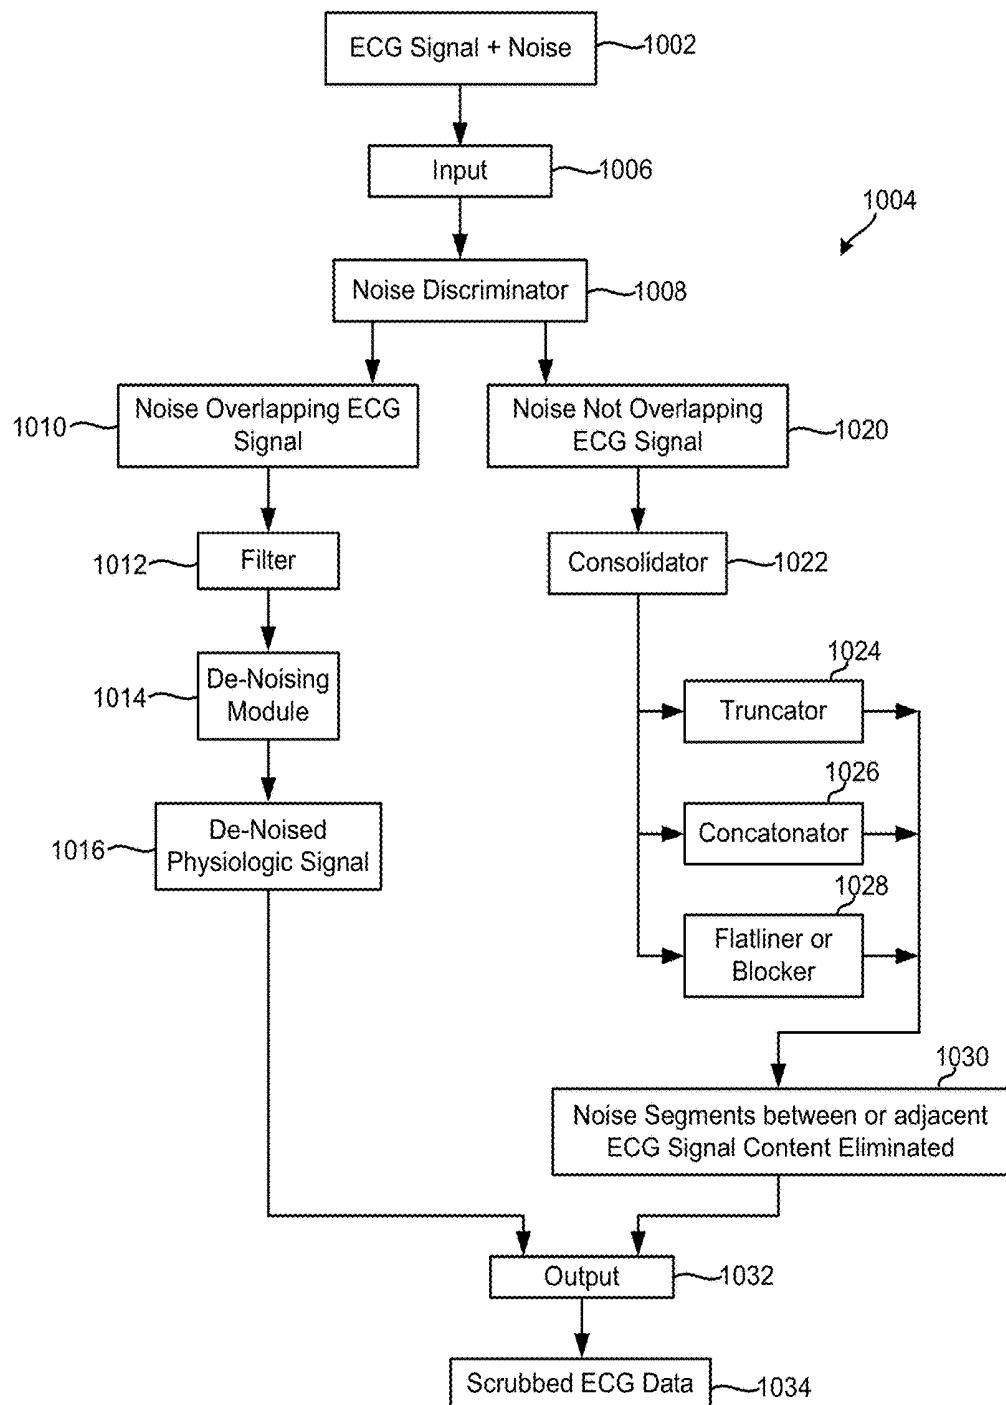 ECG Signal + Noise
1002
Input
1006
1004
Noise Discriminator
1008
Noise Overlapping ECG
Signal
1010
Noise Not Overlapping
ECG Signal
1020
Filter
1012
Consolidator
1022
De-Noising
Module
1014
1024
Truncator
1026
Concatonator
De-Noised
Physiologic Signal
1016
1028
Flatliner or
Blocker
1030
Noise Segments between or adjacent
ECG Signal Content Eliminated
Output
1032
Scrubbed ECG Data
1034